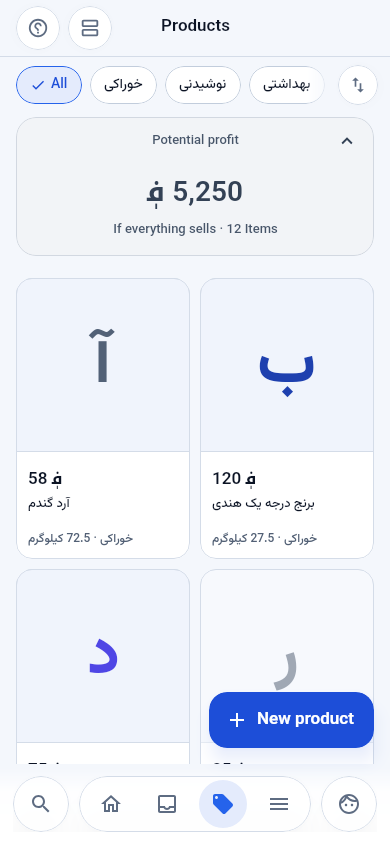 Products
All
خوراکی
نوشیدنی
بهداشتی
Potential profit
5,250 ؋
If everything sells · 12 Items
آ
ب
58 ؋
آرد گندم
خوراکی · 72.5 کیلوگرم
120 ؋
برنج درجه یک هندی
خوراکی · 27.5 کیلوگرم
د
ر
New product